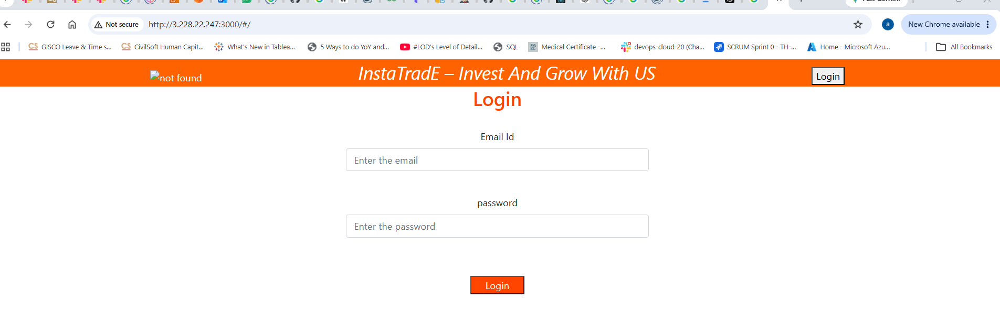 Ask Gemini
Not secure
http://3.228.22.247:3000/#/
a
New Chrome available
GISCO Leave & Time s...
CivilSoft Human Capit...
What's New in Tablea...
5 Ways to do YoY and...
#LOD's Level of Detail...
SQL
Medical Certificate -...
devops-cloud-20 (Cha...
SCRUM Sprint 0 - TH-...
Home - Microsoft Azu...
All Bookmarks
not found
InstaTradE – Invest And Grow With US
Login
Login
Email Id
Enter the email
password
Enter the password
Login